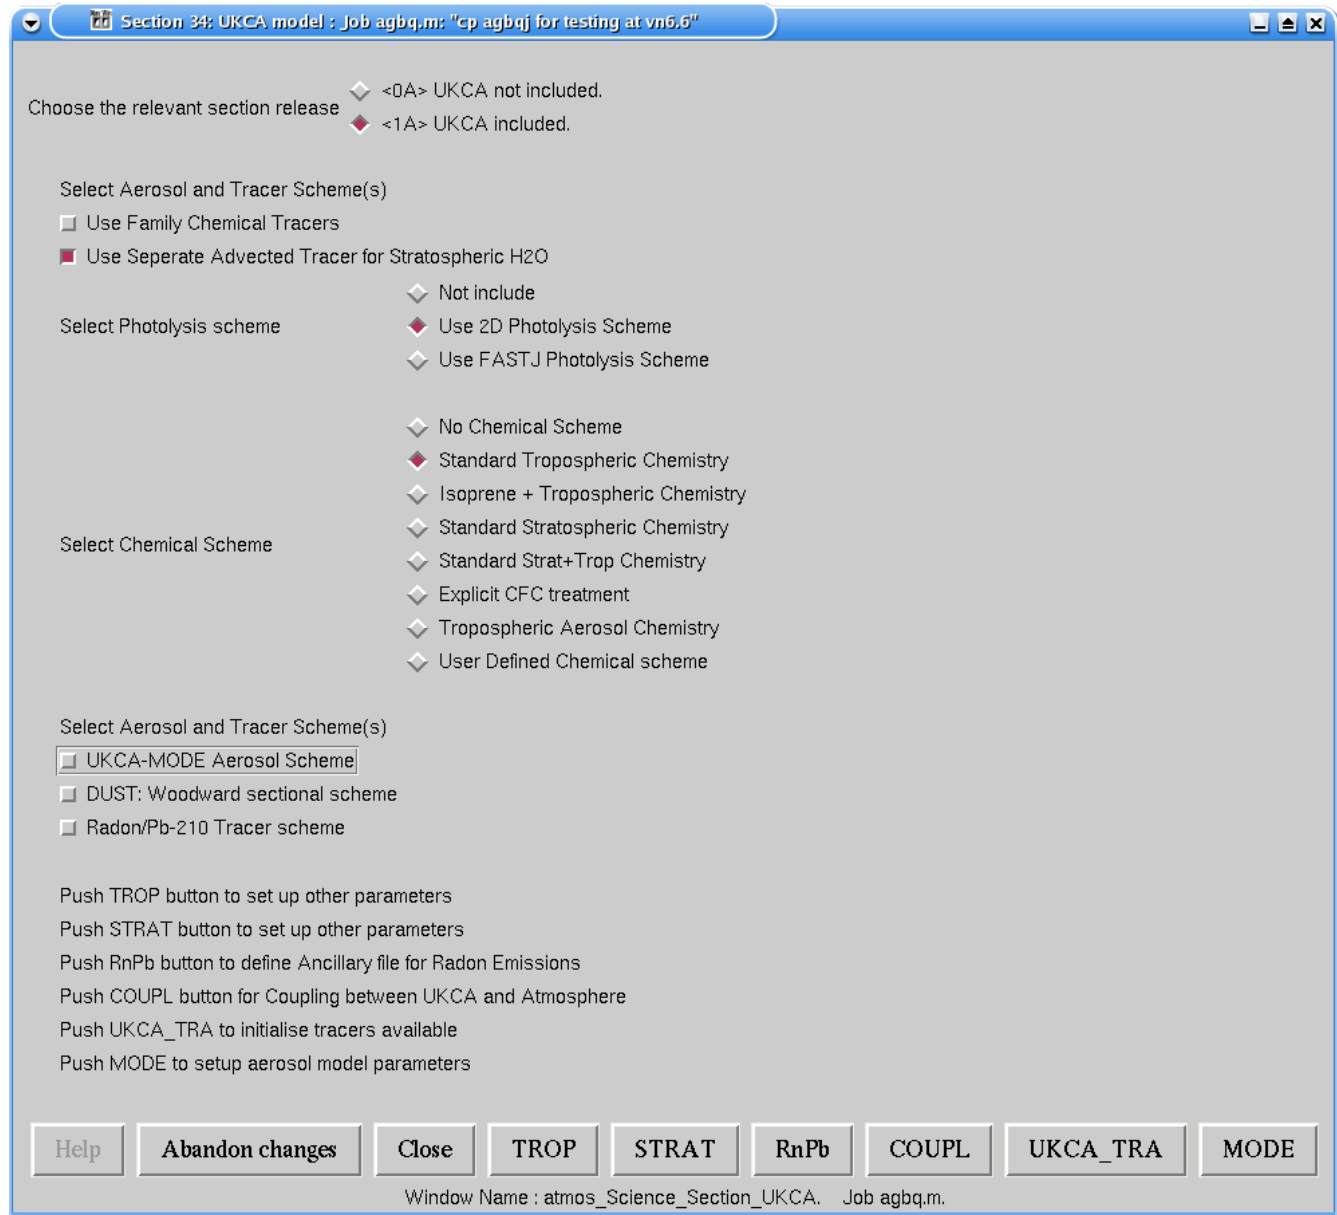 Section 34: UKCA model : Job agbq.m: "cp agbqj for testing at vn6.6"
<0A> UKCA not included.
Choose the relevant section release
<1A> UKCA included.
Select Aerosol and Tracer Scheme(s)
Use Family Chemical Tracers
Use Seperate Advected Tracer for Stratospheric H2O
Not include
Select Photolysis scheme
Use 2D Photolysis Scheme
Use FASTJ Photolysis Scheme
No Chemical Scheme
Standard Tropospheric Chemistry
Isoprene + Tropospheric Chemistry
Standard Stratospheric Chemistry
Select Chemical Scheme
Standard Strat+Trop Chemistry
Explicit CFC treatment
Tropospheric Aerosol Chemistry
User Defined Chemical scheme
Select Aerosol and Tracer Scheme(s)
UKCA-MODE Aerosol Scheme
DUST: Woodward sectional scheme
Radon/Pb-210 Tracer scheme
Push TROP button to set up other parameters
Push STRAT button to set up other parameters
Push RnPb button to define Ancillary file for Radon Emissions
Push COUPL button for Coupling between UKCA and Atmosphere
Push UKCA_TRA to initialise tracers available
Push MODE to setup aerosol model parameters
Help Abandon changes Close TROP STRAT RnPb COUPL UKCA_TRA MODE
Window Name : atmos_Science_Section_UKCA. Job agbq.m.